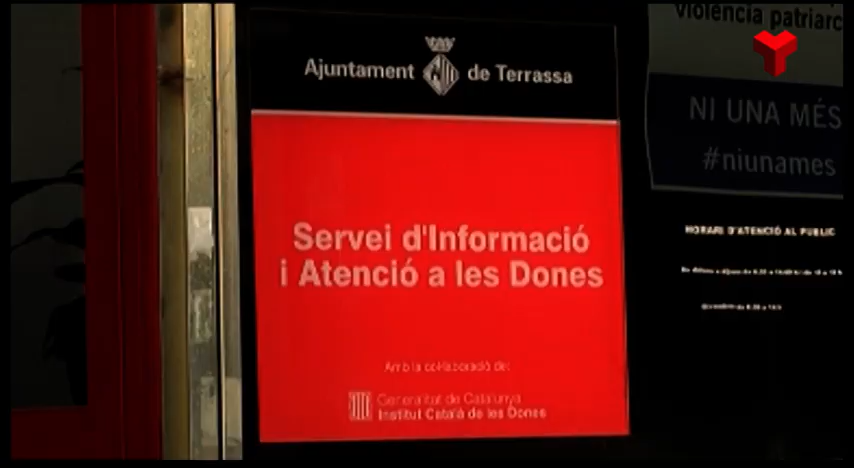 Ajuntament de Terrassa
Servei d'Informació
i Atenció a les Dones
Amb la col·laboració de:
Generalitat de Catalunya
Institut Català de les Dones
violència patriarc
NI UNA MÉS
#niunames
HORARI D'ATENCIÓ AL PÚBLIC